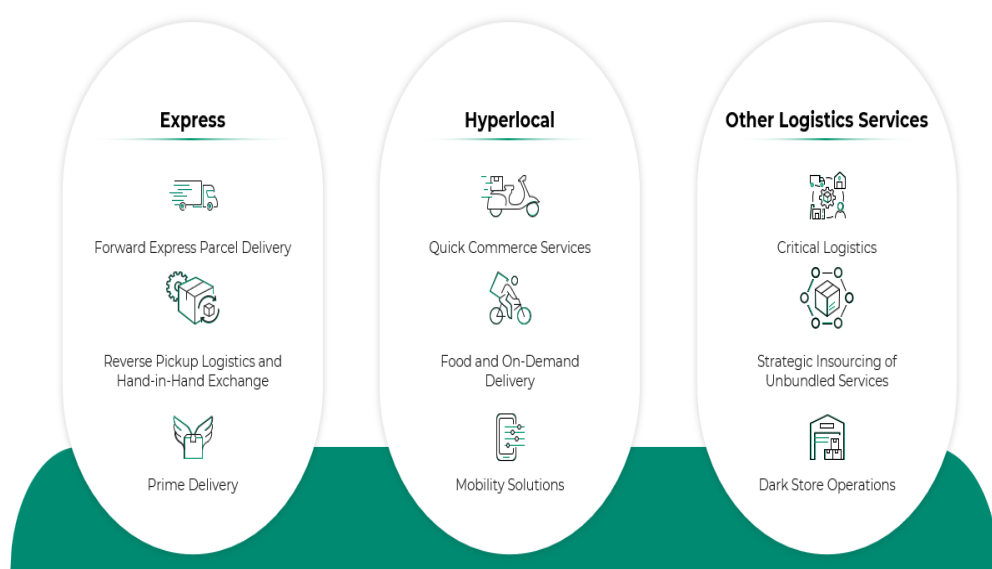 Express
Forward Express Parcel Delivery
Reverse Pickup Logistics and
Hand-in-Hand Exchange
Prime Delivery
Hyperlocal
Quick Commerce Services
Food and On-Demand
Delivery
Mobility Solutions
Other Logistics Services
Critical Logistics
Strategic Insourcing of
Unbundled Services
Dark Store Operations